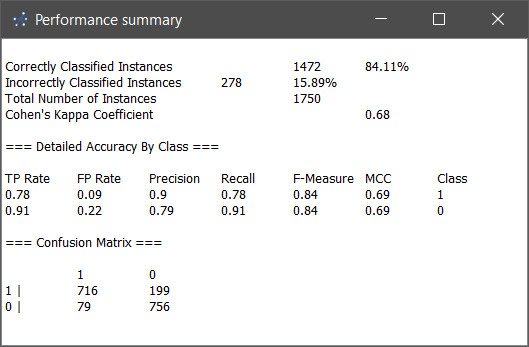 Performance summary
Correctly Classified Instances 1472 84.11%
Incorrectly Classified Instances 278 15.89%
Total Number of Instances 1750
Cohen's Kappa Coefficient 0.68
=== Detailed Accuracy By Class ===
TP Rate FP Rate Precision Recall F-Measure MCC Class
0.78 0.09 0.9 0.78 0.84 0.69 1
0.91 0.22 0.79 0.91 0.84 0.69 0
=== Confusion Matrix ===
1 0
1 | 716 199
0 | 79 756